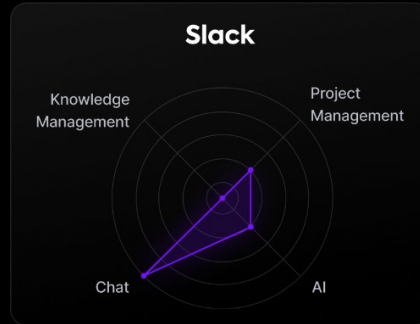 Slack
Knowledge
Management
Project
Management
Chat
AI